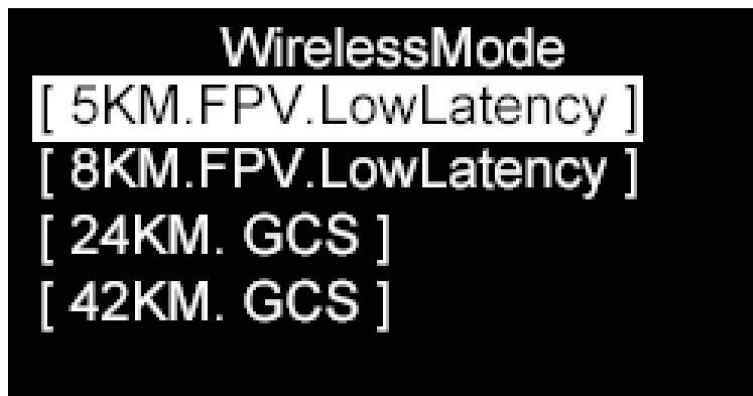 WirelessMode
[ 5KM.FPV.LowLatency ]
[ 8KM.FPV.LowLatency ]
[ 24KM. GCS ]
[ 42KM. GCS ]